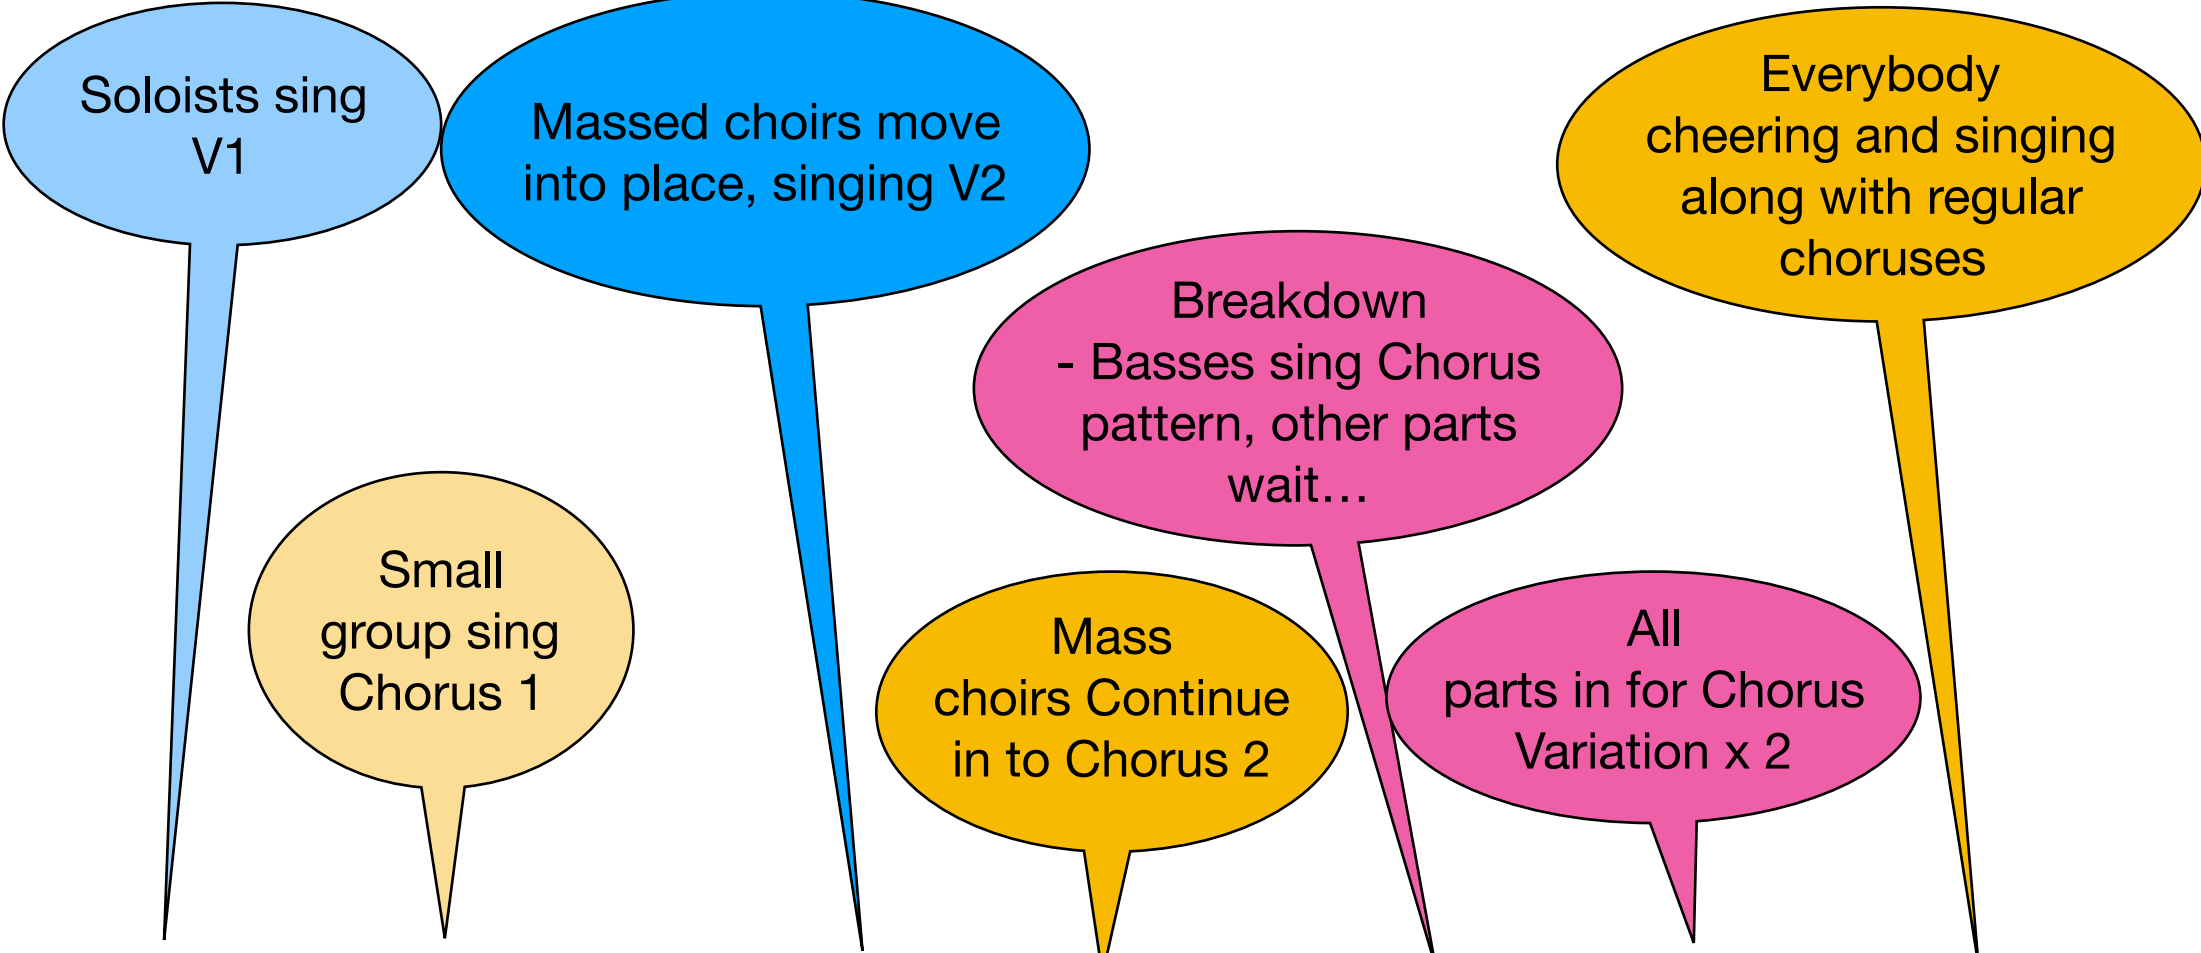 Soloists sing
V1
Massed choirs move
into place, singing V2
Everybody
cheering and singing
along with regular
choruses
Breakdown
- Basses sing Chorus
pattern, other parts
wait…
Small
group sing
Chorus 1
Mass
choirs Continue
in to Chorus 2
All
parts in for Chorus
Variation x 2